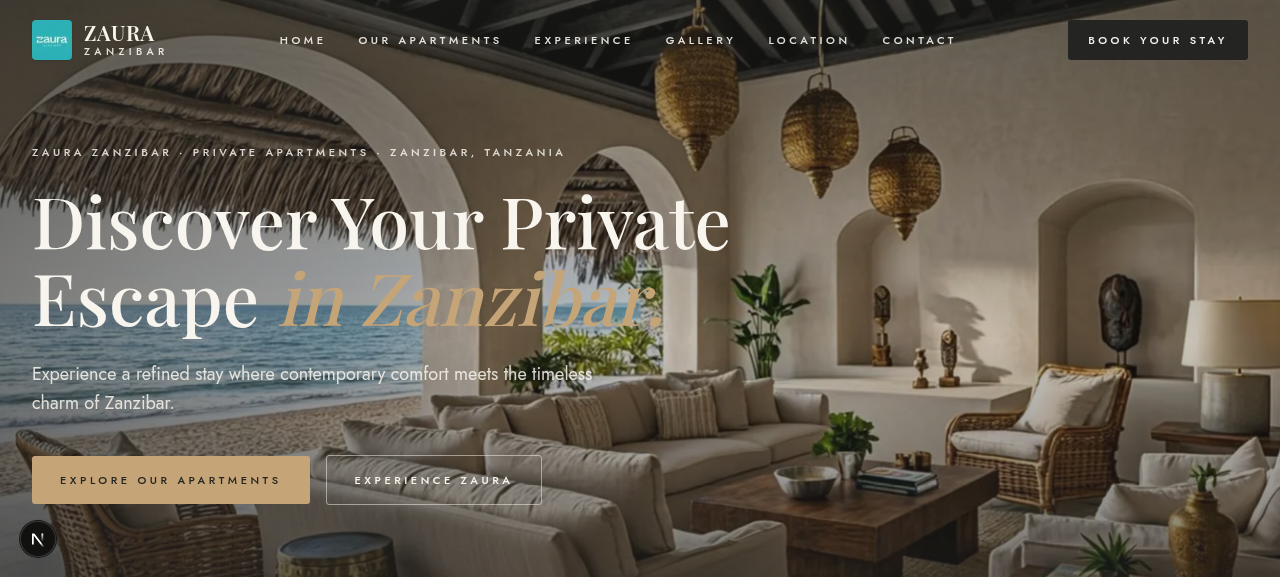 zaura
ZAURA
ZANZIBAR
HOME
OUR APARTMENTS
EXPERIENCE
GALLERY
LOCATION
CONTACT
BOOK YOUR STAY
ZAURA ZANZIBAR · PRIVATE APARTMENTS · ZANZIBAR, TANZANIA
Discover Your Private
Escape in Zanzibar.
Experience a refined stay where contemporary comfort meets the timeless
charm of Zanzibar.
EXPLORE OUR APARTMENTS
EXPERIENCE ZAURA
N